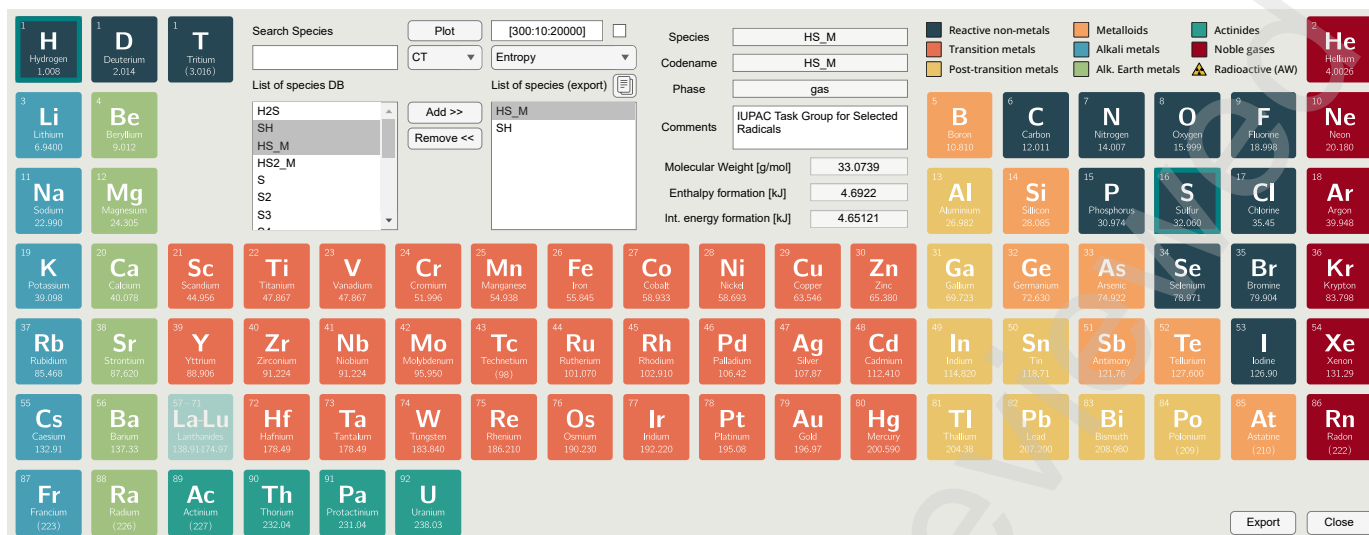 Search Species
Plot
[300:10:20000]
CT
Entropy
List of species DB
List of species (export)
H2S
SH
HS_M
HS2_M
S
S2
S3
Add >>
Remove <<
HS_M
SH
Species
HS_M
Codename
HS_M
Phase
gas
Comments
IUPAC Task Group for Selected
Radicals
Molecular Weight [g/mol]
33.0739
Enthalpy formation [kJ]
4.6922
Int. energy formation [kJ]
4.65121
Reactive non-metals
Transition metals
Post-transition metals
Metalloids
Alkali metals
Alk. Earth metals
Actinides
Noble gases
Radioactive (AW)
1
H
Hydrogen
1.008
1
D
Deuterium
2.014
1
T
Tritium
(3,016)
2
He
Hellium
4.0026
3
Li
Lithium
6.9400
4
Be
Beryllium
9.012
5
B
Boron
10.810
6
C
Carbon
12.011
7
N
Nitrogen
14.007
8
O
Oxygen
15.999
9
F
Fluorine
18.998
10
Ne
Neon
20.180
11
Na
Sodium
22.990
12
Mg
Magnesium
24.305
13
Al
Aluminium
26.982
14
Si
Sillicon
28.085
15
P
Phosphorus
30.974
16
S
Sulfur
32.060
17
Cl
Chlorine
35.45
18
Ar
Argon
39.948
19
K
Potassium
39.098
20
Ca
Calcium
40.078
21
Sc
Scandium
44.956
22
Ti
Titanium
47.867
23
V
Vanadium
47.867
24
Cr
Cromium
51.996
25
Mn
Manganese
54.938
26
Fe
Iron
55.845
27
Co
Cobalt
58.933
28
Ni
Nickel
58.693
29
Cu
Copper
63.546
30
Zn
Zinc
65.380
31
Ga
Gallium
69.723
32
Ge
Germanium
72.630
33
As
Arsenic
74.922
34
Se
Selenium
78.971
35
Br
Bromine
79.904
36
Kr
Krypton
83.798
37
Rb
Rubidium
85.468
38
Sr
Strontium
87.620
39
Y
Yttrium
88,906
40
Zr
Zirconium
91,224
41
Nb
Niobium
91.224
42
Mo
Molybdenum
95.950
43
Tc
Technetium
(98)
44
Ru
Rutherium
101.070
45
Rh
Rhodium
102.910
46
Pd
Palladium
106.42
47
Ag
Silver
107.87
48
Cd
Cadmium
112.410
49
In
Indium
114.820
50
Sn
Tin
118.71
51
Sb
Antimony
121.76
52
Te
Tellurium
127.600
53
I
Iodine
126.90
54
Xe
Xenon
131.29
55
Cs
Caesium
132.91
56
Ba
Barium
137.33
57-71
La-Lu
Lanthanides
138.91174.97
72
Hf
Hafnium
178.49
73
Ta
Tantalum
178.49
74
W
Tungsten
183.840
75
Re
Rhenium
186.210
76
Os
Osmium
190.230
77
Ir
Iridium
192.220
78
Pt
Platinum
195.08
79
Au
Gold
196.97
80
Hg
Mercury
200.590
81
Tl
Thallium
204.38
82
Pb
Lead
207.200
83
Bi
Bismuth
208.980
84
Po
Polonium
(209)
85
At
Astatine
(210)
86
Rn
Radon
(222)
87
Fr
Francium
(223)
88
Ra
Radium
(226)
89
Ac
Actinium
(227)
90
Th
Thorium
232.04
91
Pa
Protactinium
231.04
92
U
Uranium
238.03
Export
Close